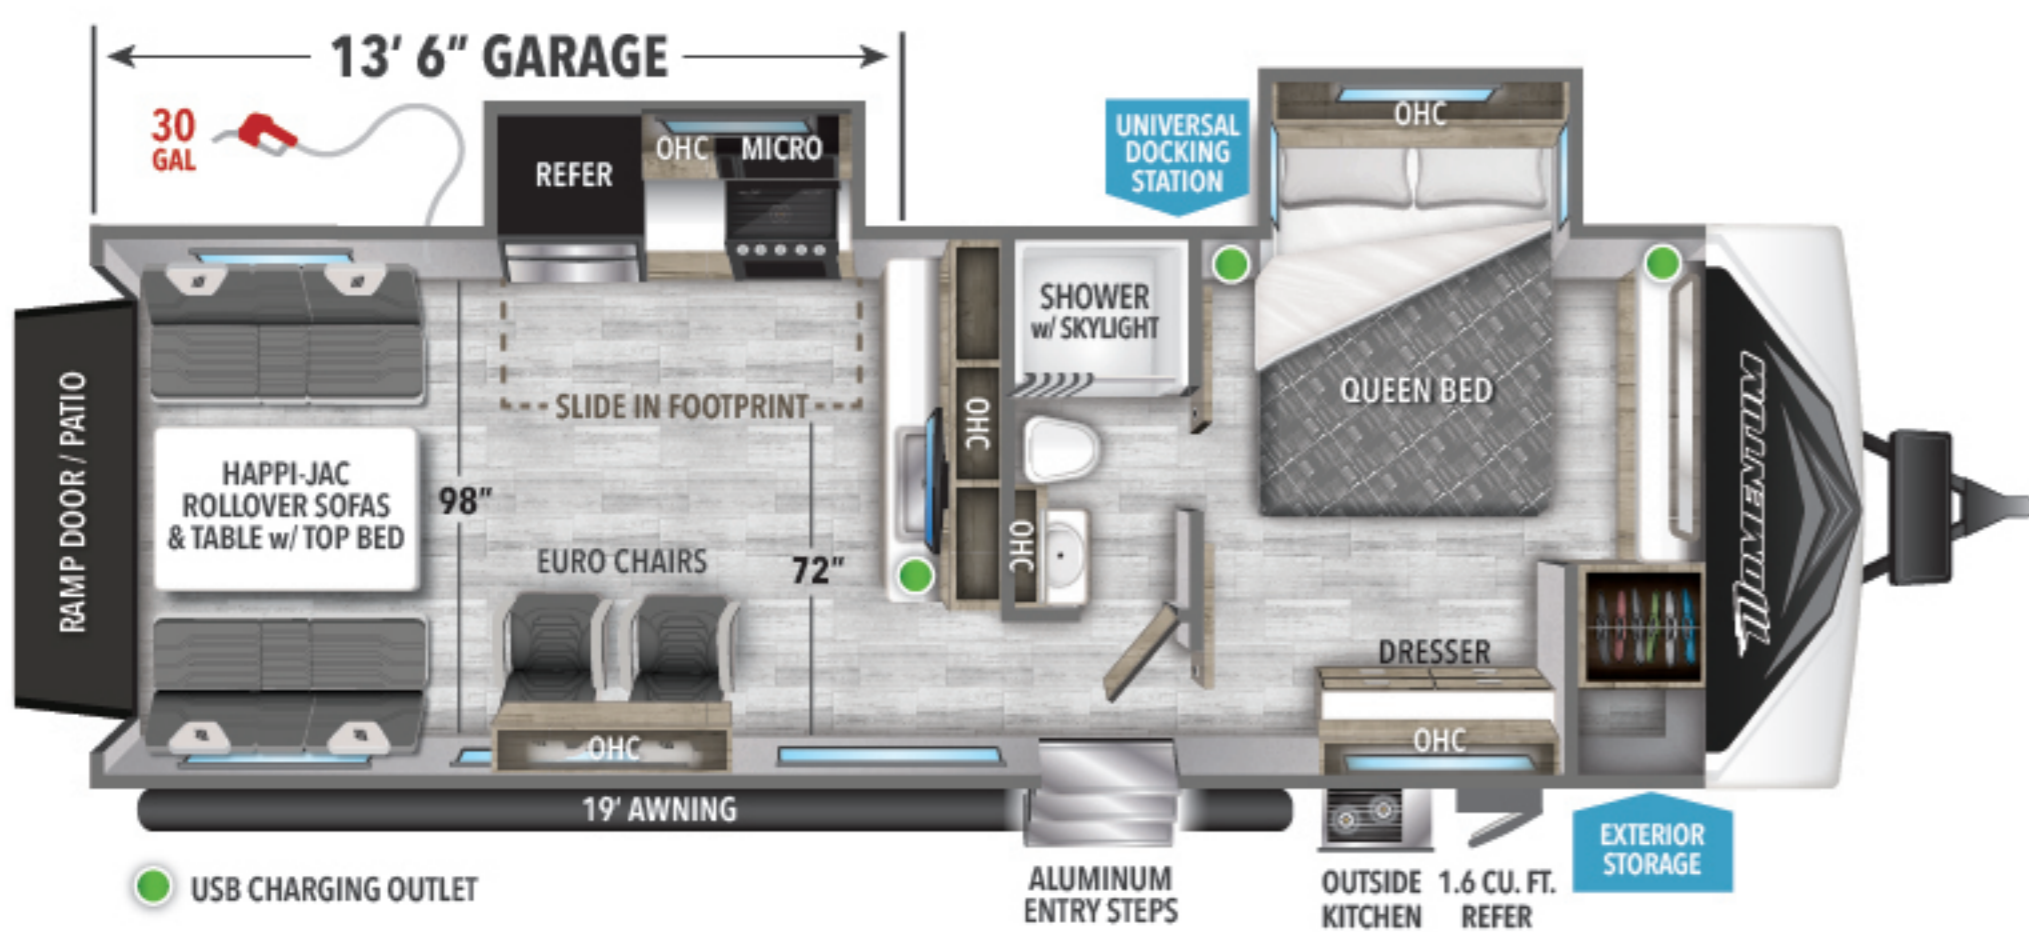 13' 6" GARAGE
30
GAL
REFER
OHC
MICRO
UNIVERSAL
DOCKING
STATION
OHC
SHOWER
w/ SKYLIGHT
QUEEN BED
SLIDE IN FOOTPRINT
OHC
RAMP DOOR / PATIO
HAPPI-JAC
ROLLOVER SOFAS
& TABLE w/ TOP BED
98"
EURO CHAIRS
72"
OHC
MOMENTUM
DRESSER
OHC
OHC
19' AWNING
USB CHARGING OUTLET
ALUMINUM
ENTRY STEPS
OUTSIDE
KITCHEN
1.6 CU. FT.
REFER
EXTERIOR
STORAGE